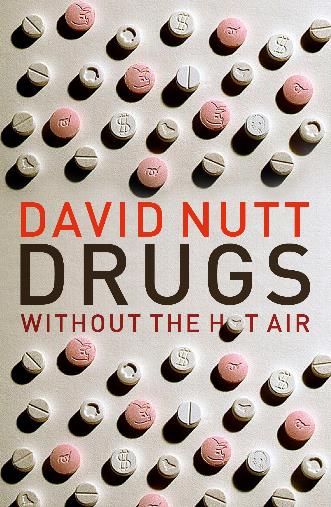 DAVID NUTT
DRUGS
WITHOUT THE HOT AIR